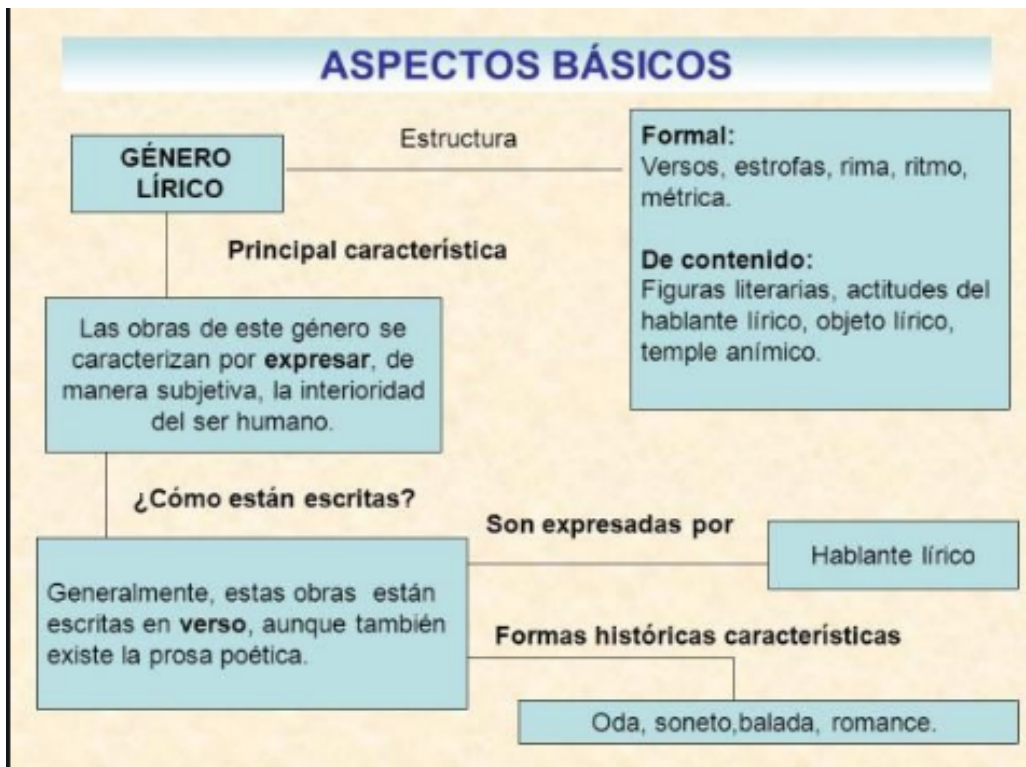 ASPECTOS BÁSICOS
GÉNERO
LÍRICO
Estructura
Formal:
Versos, estrofas, rima, ritmo,
métrica.
De contenido:
Figuras literarias, actitudes del
hablante lírico, objeto lírico,
temple anímico.
Principal característica
Las obras de este género se
caracterizan por expresar, de
manera subjetiva, la interioridad
del ser humano.
¿Cómo están escritas?
Generalmente, estas obras están
escritas en verso, aunque también
existe la prosa poética.
Son expresadas por
Hablante lírico
Formas históricas características
Oda, soneto,balada, romance.